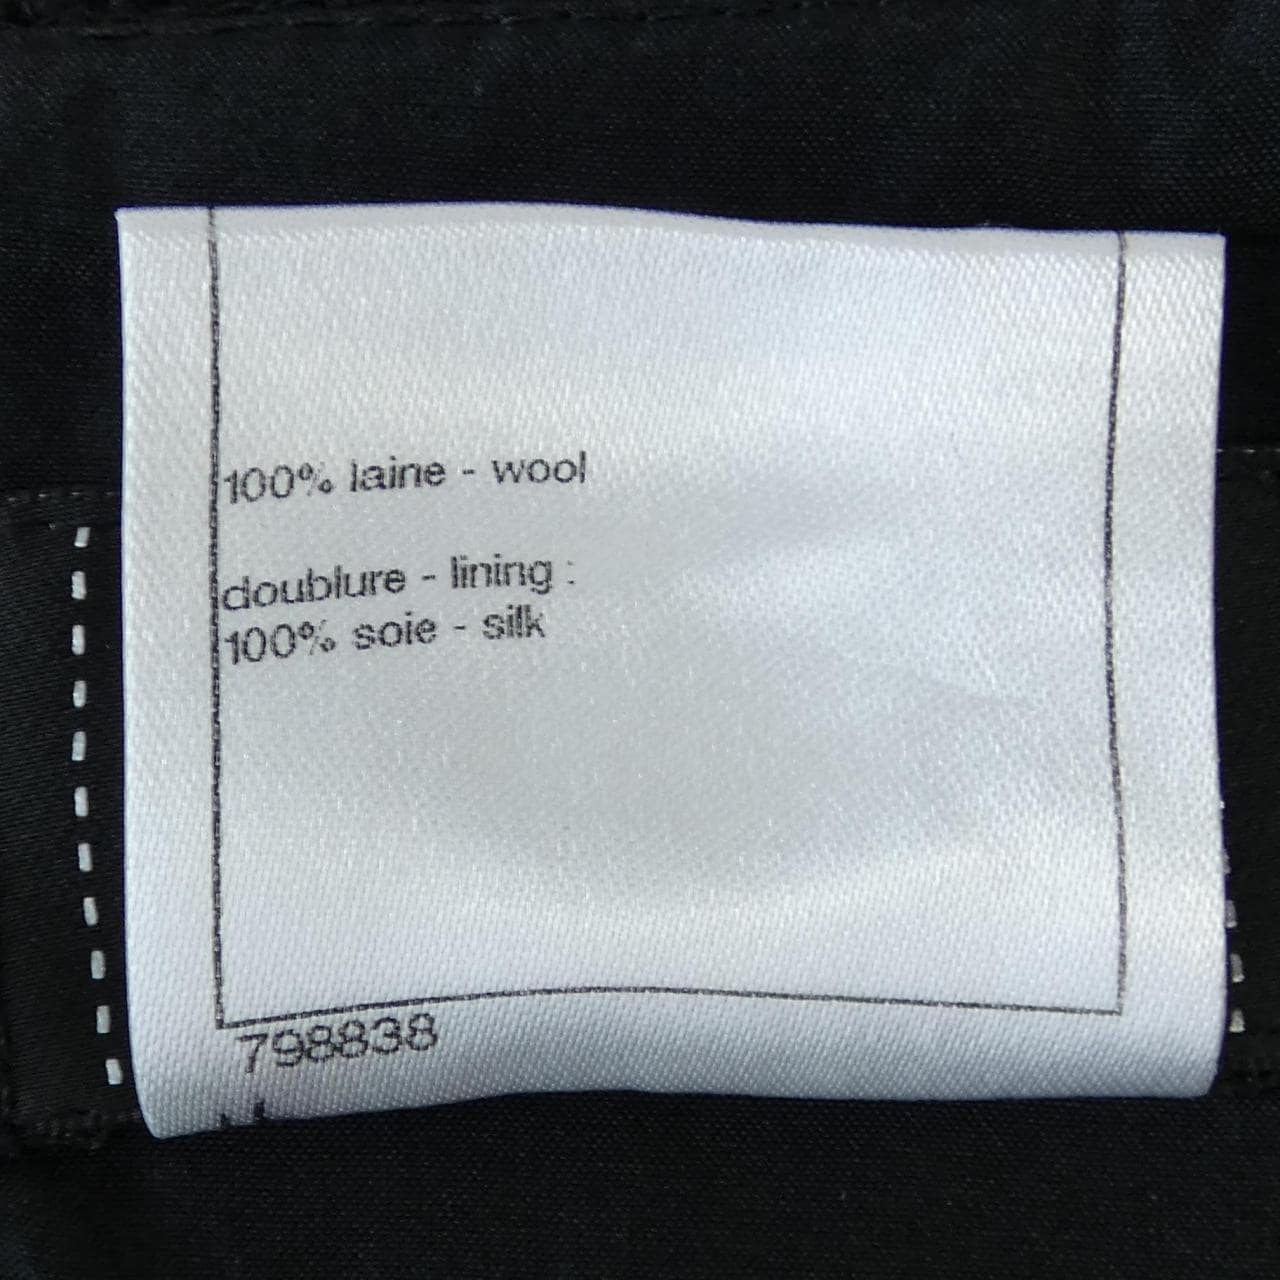 100% laine - wool
doublure - lining :
100% soie - silk
798838